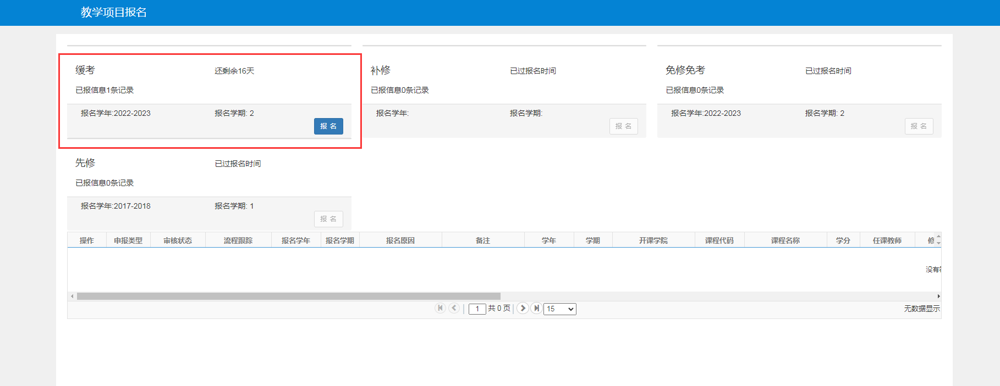 教学项目报名
缓考 还剩余16天
已报信息1条记录
报名学年:2022-2023 报名学期: 2
报 名
补修 已过报名时间
已报信息0条记录
报名学年: 报名学期:
报 名
免修免考 已过报名时间
已报信息0条记录
报名学年:2022-2023 报名学期: 2
报 名
先修 已过报名时间
已报信息0条记录
报名学年:2017-2018 报名学期: 1
报 名
操作 申报类型 审核状态 流程跟踪 报名学年 报名学期 报名原因 备注 学年 学期 开课学院 课程代码 课程名称 学分 任课教师 修
没有
1 共 0 页 15 无数据显示